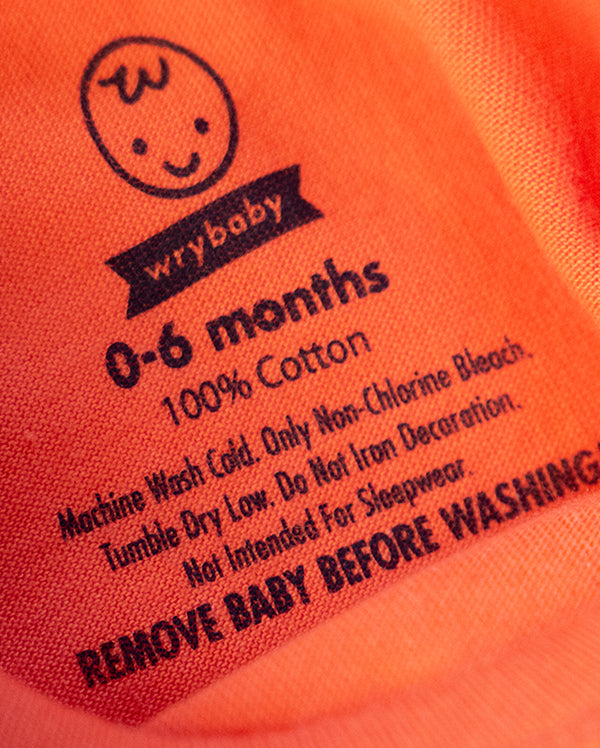 wrybaby
0-6 months
100% Cotton
Machine Wash Cold. Only Non-Chlorine Bleach.
Tumble Dry Low. Do Not Iron Decoration.
Not Intended For Sleepwear.
REMOVE BABY BEFORE WASHING!